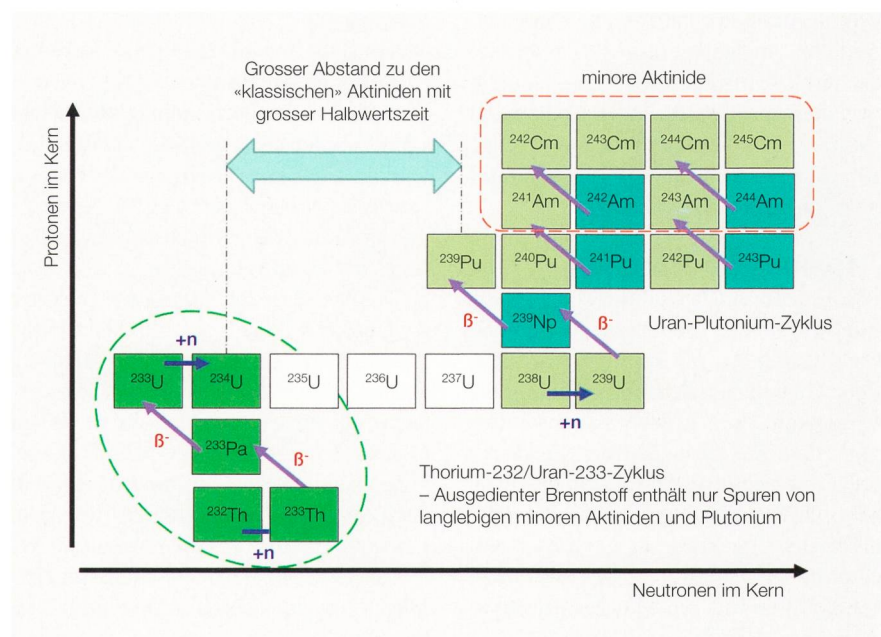 Grosser Abstand zu den
«klassischen» Aktiniden mit
grosser Halbwertszeit
minore Aktinide
Protonen im Kern
²⁴²Cm
²⁴³Cm
²⁴⁴Cm
²⁴⁵Cm
²⁴¹Am
²⁴²Am
²⁴³Am
²⁴⁴Am
²³⁹Pu
²⁴⁰Pu
²⁴¹Pu
²⁴²Pu
²⁴³Pu
ß-
²³⁹Np
ß-
Uran-Plutonium-Zyklus
+n
²³³U
²³⁴U
²³⁵U
²³⁶U
²³⁷U
²³⁸U
²³⁹U
+n
ß-
²³³Pa
ß-
Thorium-232/Uran-233-Zyklus
– Ausgedienter Brennstoff enthält nur Spuren von
langlebigen minoren Aktiniden und Plutonium
²³²Th
²³³Th
+n
Neutronen im Kern